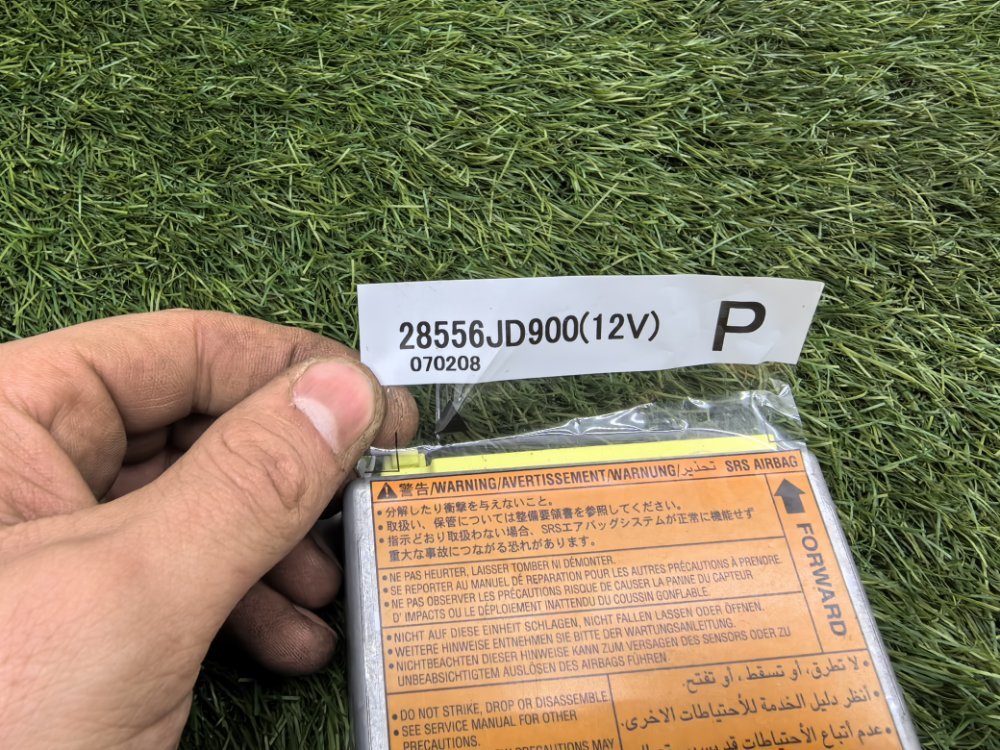 28556JD900(12V) P
070208
警告/WARNING/AVERTISSEMENT/WARNUNG/تحذير SRS AIRBAG
• 分解したり衝撃を与えないこと。
• 取扱い、保管については整備要領書を参照してください。
• 指示どおり取扱わない場合、SRSエアバッグシステムが正常に機能せず
重大な事故につながる恐れがあります。
FORWARD
• NE PAS HEURTER, LAISSER TOMBER NI DÉMONTER.
• SE REPORTER AU MANUEL DE RÉPARATION POUR LES AUTRES PRÉCAUTIONS À PRENDRE.
• NE PAS OBSERVER LES PRÉCAUTIONS RISQUE DE CAUSER LA PANNE DU CAPTEUR
D' IMPACTS OU LE DÉPLOIEMENT INATTENDU DU COUSSIN GONFLABLE.
• NICHT AUF DIESE EINHEIT SCHLAGEN, NICHT FALLEN LASSEN ODER ÖFFNEN.
• WEITERE HINWEISE ENTNEHMEN SIE BITTE DER WARTUNGSANLEITUNG.
• NICHTBEACHTEN DIESER HINWEISE KANN ZUM VERSAGEN DES SENSORS ODER ZU
UNBEABSICHTIGTEM AUSLÖSEN DES AIRBAGS FÜHREN.
• DO NOT STRIKE, DROP OR DISASSEMBLE.
• SEE SERVICE MANUAL FOR OTHER
PRECAUTIONS.
PRECAUTIONS MAY
• لا تطرق، أو تسقط، أو تفتح.
• أنظر دليل الخدمة للأحتياطات الاخرى.
• عدم أتباع الأحتياطات